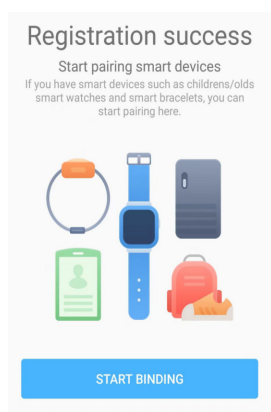 Registration success
Start pairing smart devices
If you have smart devices such as childrens/olds
smart watches and smart bracelets, you can
start pairing here.
START BINDING